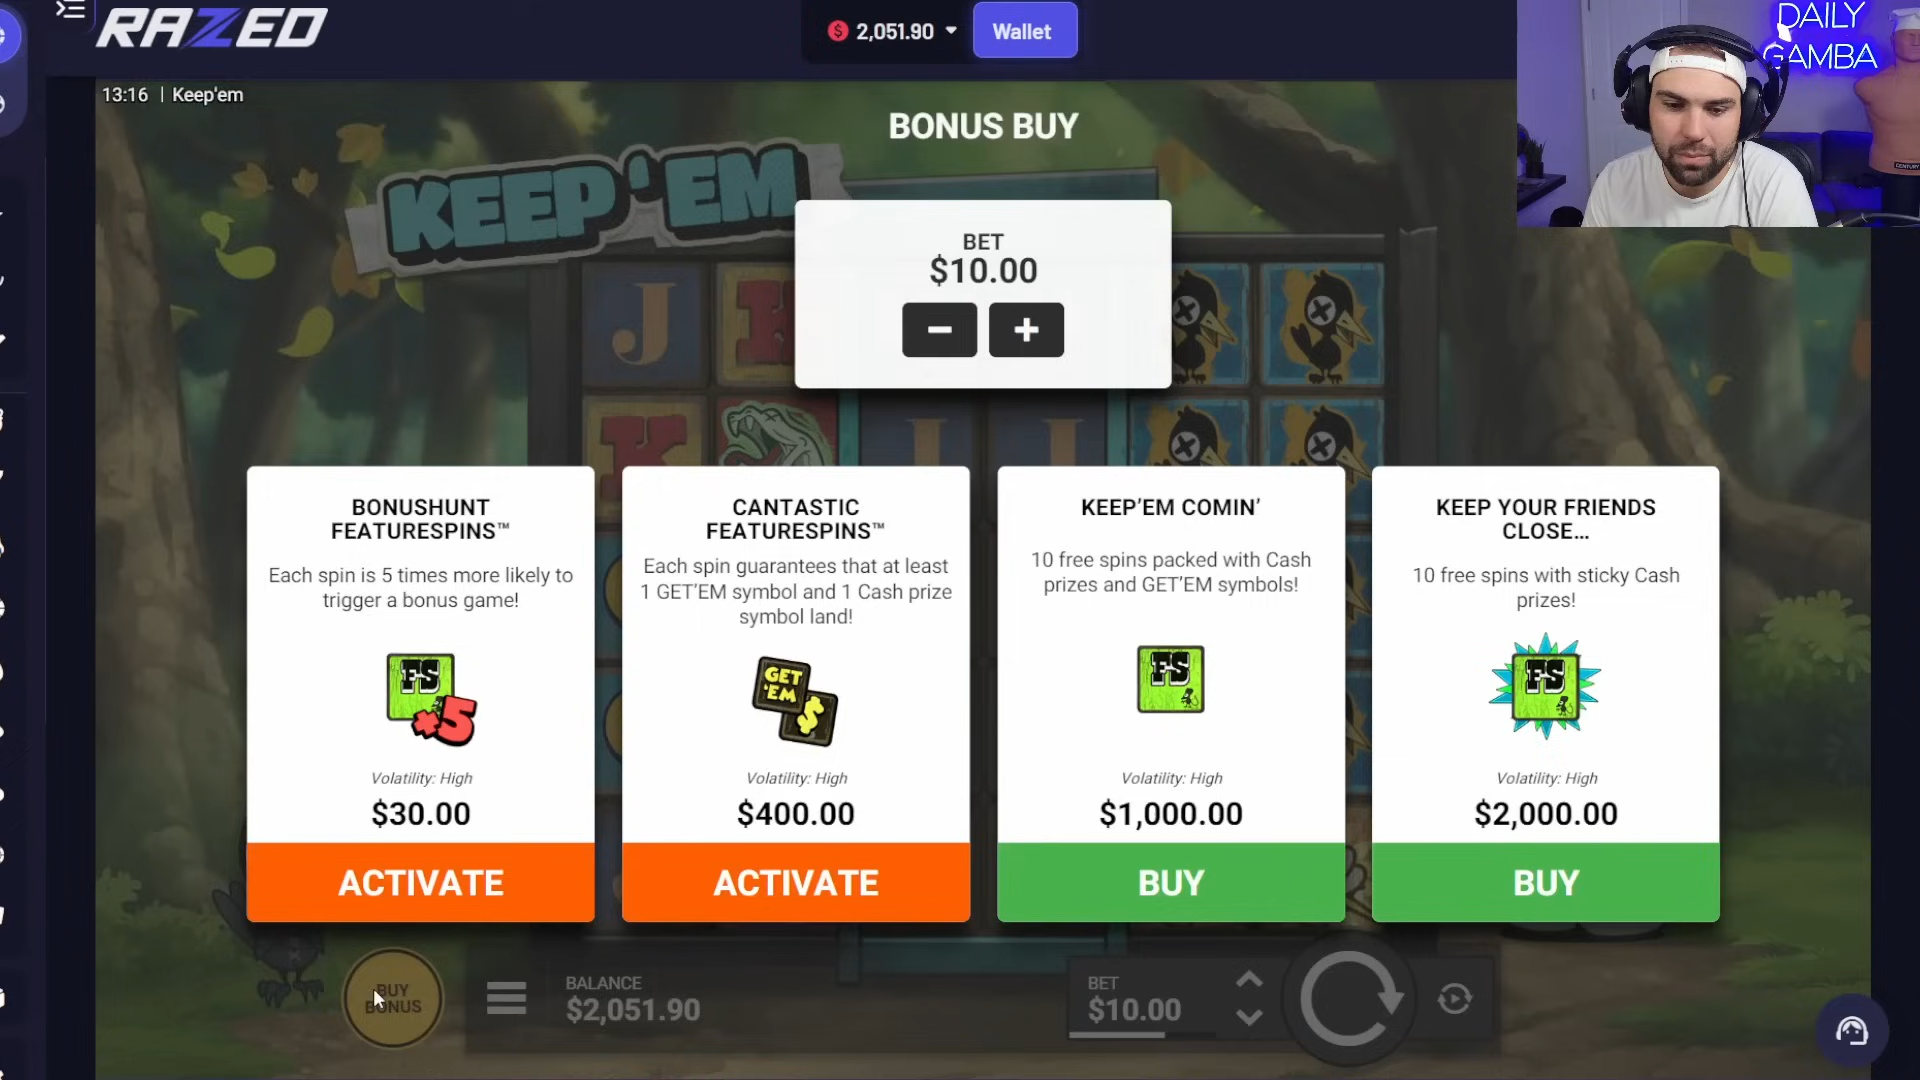 RAZED
2,051.90
Wallet
DAILY
GAMBA
13:16 | Keep'em
BONUS BUY
KEEP'EM
BET
$10.00
J
K
K
J
J
BONUSHUNT
FEATURESPINS™
Each spin is 5 times more likely to
trigger a bonus game!
FS
x5
Volatility: High
$30.00
ACTIVATE
CANTASTIC
FEATURESPINS™
Each spin guarantees that at least
1 GET'EM symbol and 1 Cash prize
symbol land!
GET
'EM
$
Volatility: High
$400.00
ACTIVATE
KEEP'EM COMIN'
10 free spins packed with Cash
prizes and GET'EM symbols!
FS
Volatility: High
$1,000.00
BUY
KEEP YOUR FRIENDS
CLOSE...
10 free spins with sticky Cash
prizes!
FS
Volatility: High
$2,000.00
BUY
BUY
BONUS
BALANCE
$2,051.90
BET
$10.00